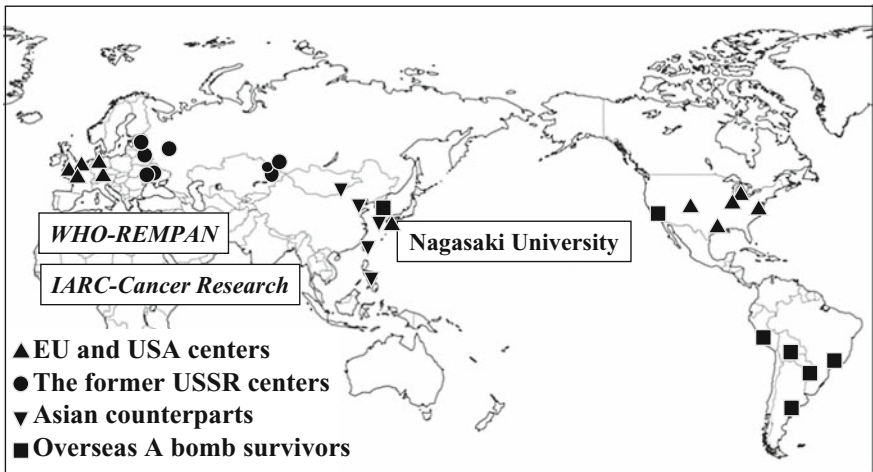 WHO-REMPAN
Nagasaki University
IARC-Cancer Research
▲EU and USA centers
●The former USSR centers
▼Asian counterparts
■Overseas A bomb survivors